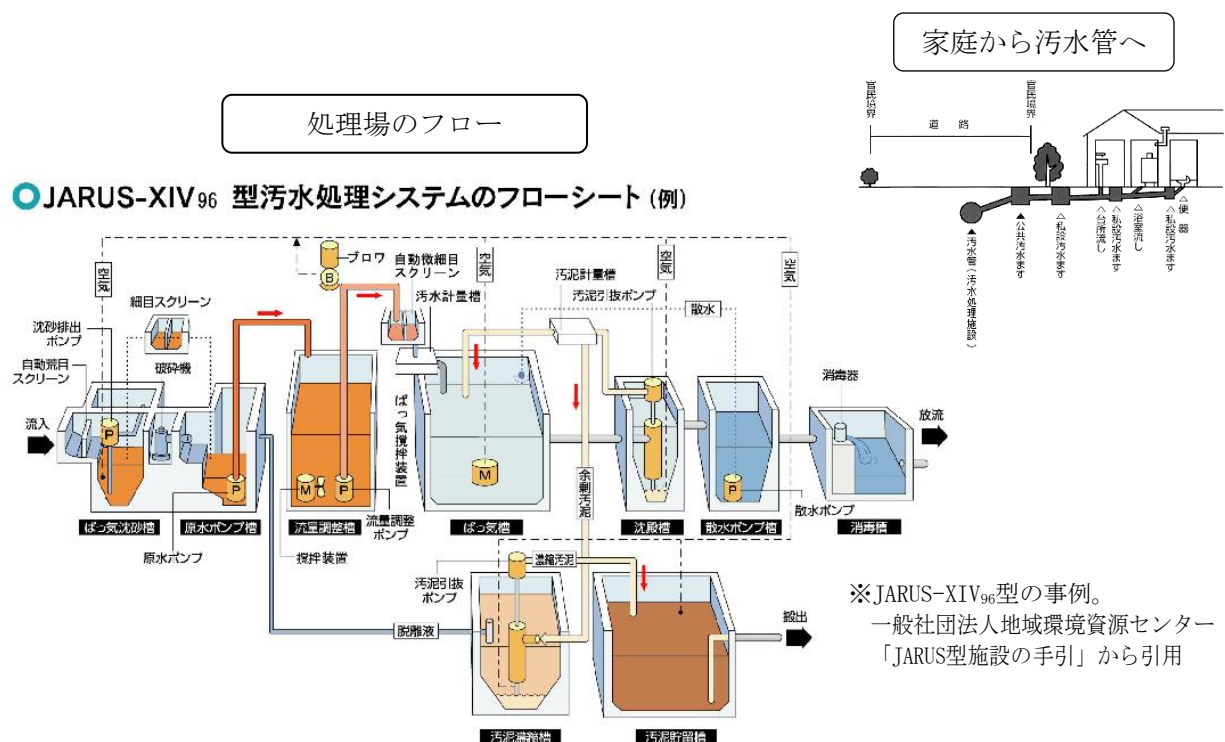 家庭から汚水管へ
官民境界
官民境界
道路
△便器
△私設汚水ます
△浴室流し
△私設汚水ます
△台所流し
△私設汚水ます
▲公共汚水ます
▲汚水管(汚水処理施設)
処理場のフロー
JARUS-XIV96 型汚水処理システムのフローシート(例)
空気
ブロワ
B
自動微細目
スクリーン
汚水計量槽
空気
汚泥計量槽
汚泥引抜ポンプ
空気
散水
空気
細目スクリーン
破砕機
沈砂排出
ポンプ
自動荒目
スクリーン
流入
P
P
M
P
ばっ気撹拌装置
M
P
消毒器
放流
ばっ気沈砂槽
原水ポンプ槽
流量調整槽
流量調整
ポンプ
ばっ気槽
余剰汚泥
沈殿槽
散水ポンプ槽
散水ポンプ
消毒槽
原水ポンプ
撹拌装置
汚泥引抜
ポンプ
濃縮汚泥
脱離液
搬出
汚泥濃縮槽
汚泥貯留槽
※JARUS-XIV96型の事例。
一般社団法人地域環境資源センター
「JARUS型施設の手引」から引用